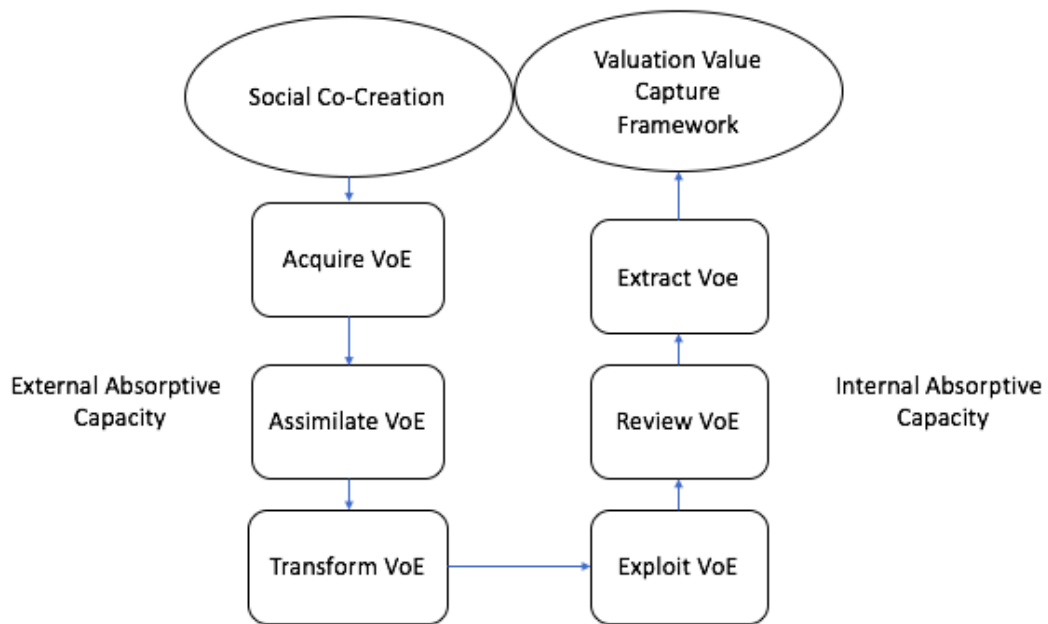 Social Co-Creation
Valuation Value
Capture
Framework
Acquire VoE
Extract Voe
External Absorptive
Capacity
Assimilate VoE
Review VoE
Internal Absorptive
Capacity
Transform VoE
Exploit VoE